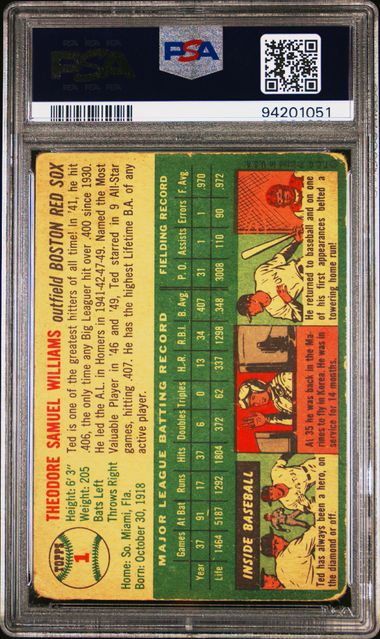 PSA
PSA
94201051
TOPPS
1
THEODORE SAMUEL WILLIAMS outfield BOSTON RED SOX
Height: 6' 3"
Weight: 205
Bats Left
Throws Right
Home: So. Miami, Fla.
Born: October 30, 1918
Ted is one of the greatest hitters of all time! In '41, he hit
.406, the only time any Big Leaguer hit over .400 since 1930.
He led the A.L. in Homers in 1941-42-47-49. Named the Most
Valuable Player in '46 and '49, Ted starred in 9 All-Star
games, hitting .407. He has the highest Lifetime B.A. of any
active player.
MAJOR LEAGUE BATTING RECORD FIELDING RECORD
Games At Bat Runs Hits Doubles Triples H.R. R.B.I. B. Avg. P. O. Assists Errors F. Avg.
Year 37 91 17 37 6 0 13 34 .407 31 1 1 .970
Life 1464 5187 1292 1804 372 62 337 1298 .348 3008 110 90 .972
INSIDE BASEBALL
Ted has always been a hero, on
the diamond or off.
At 35 he was back in the Ma-
rines to fly in Korea. He was in
service for 14 months.
He returned to baseball and on one
of his first appearances belted a
towering home run!